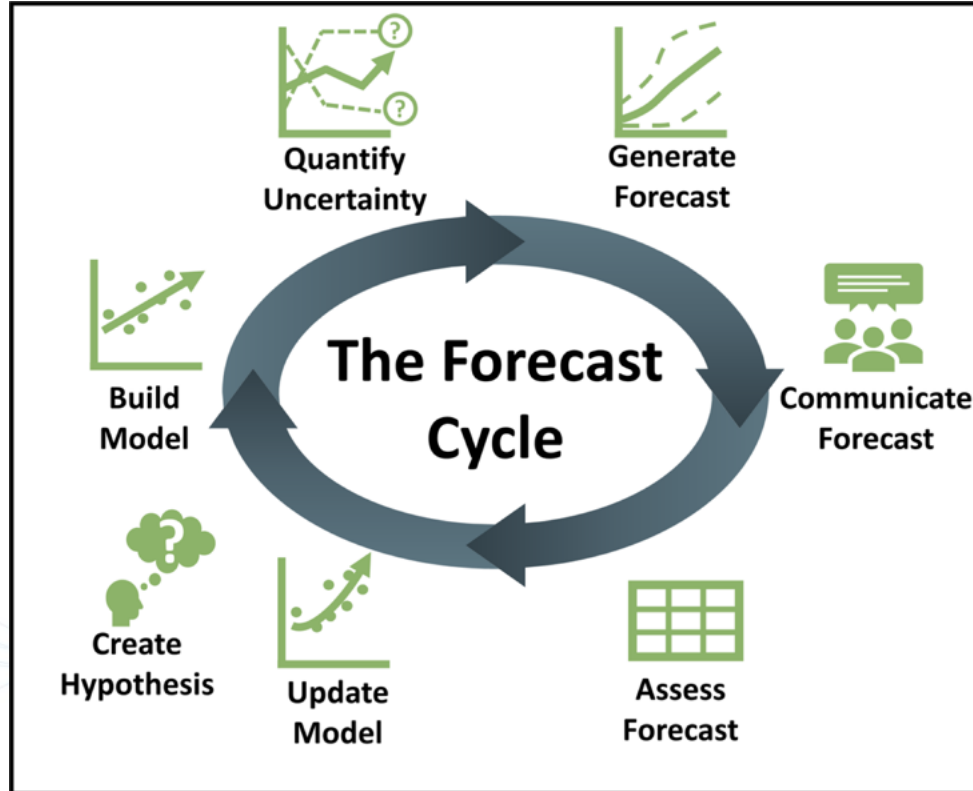 ?
?
Quantify
Uncertainty
Generate
Forecast
The Forecast
Cycle
Build
Model
Communicate
Forecast
?
Create
Hypothesis
Update
Model
Assess
Forecast